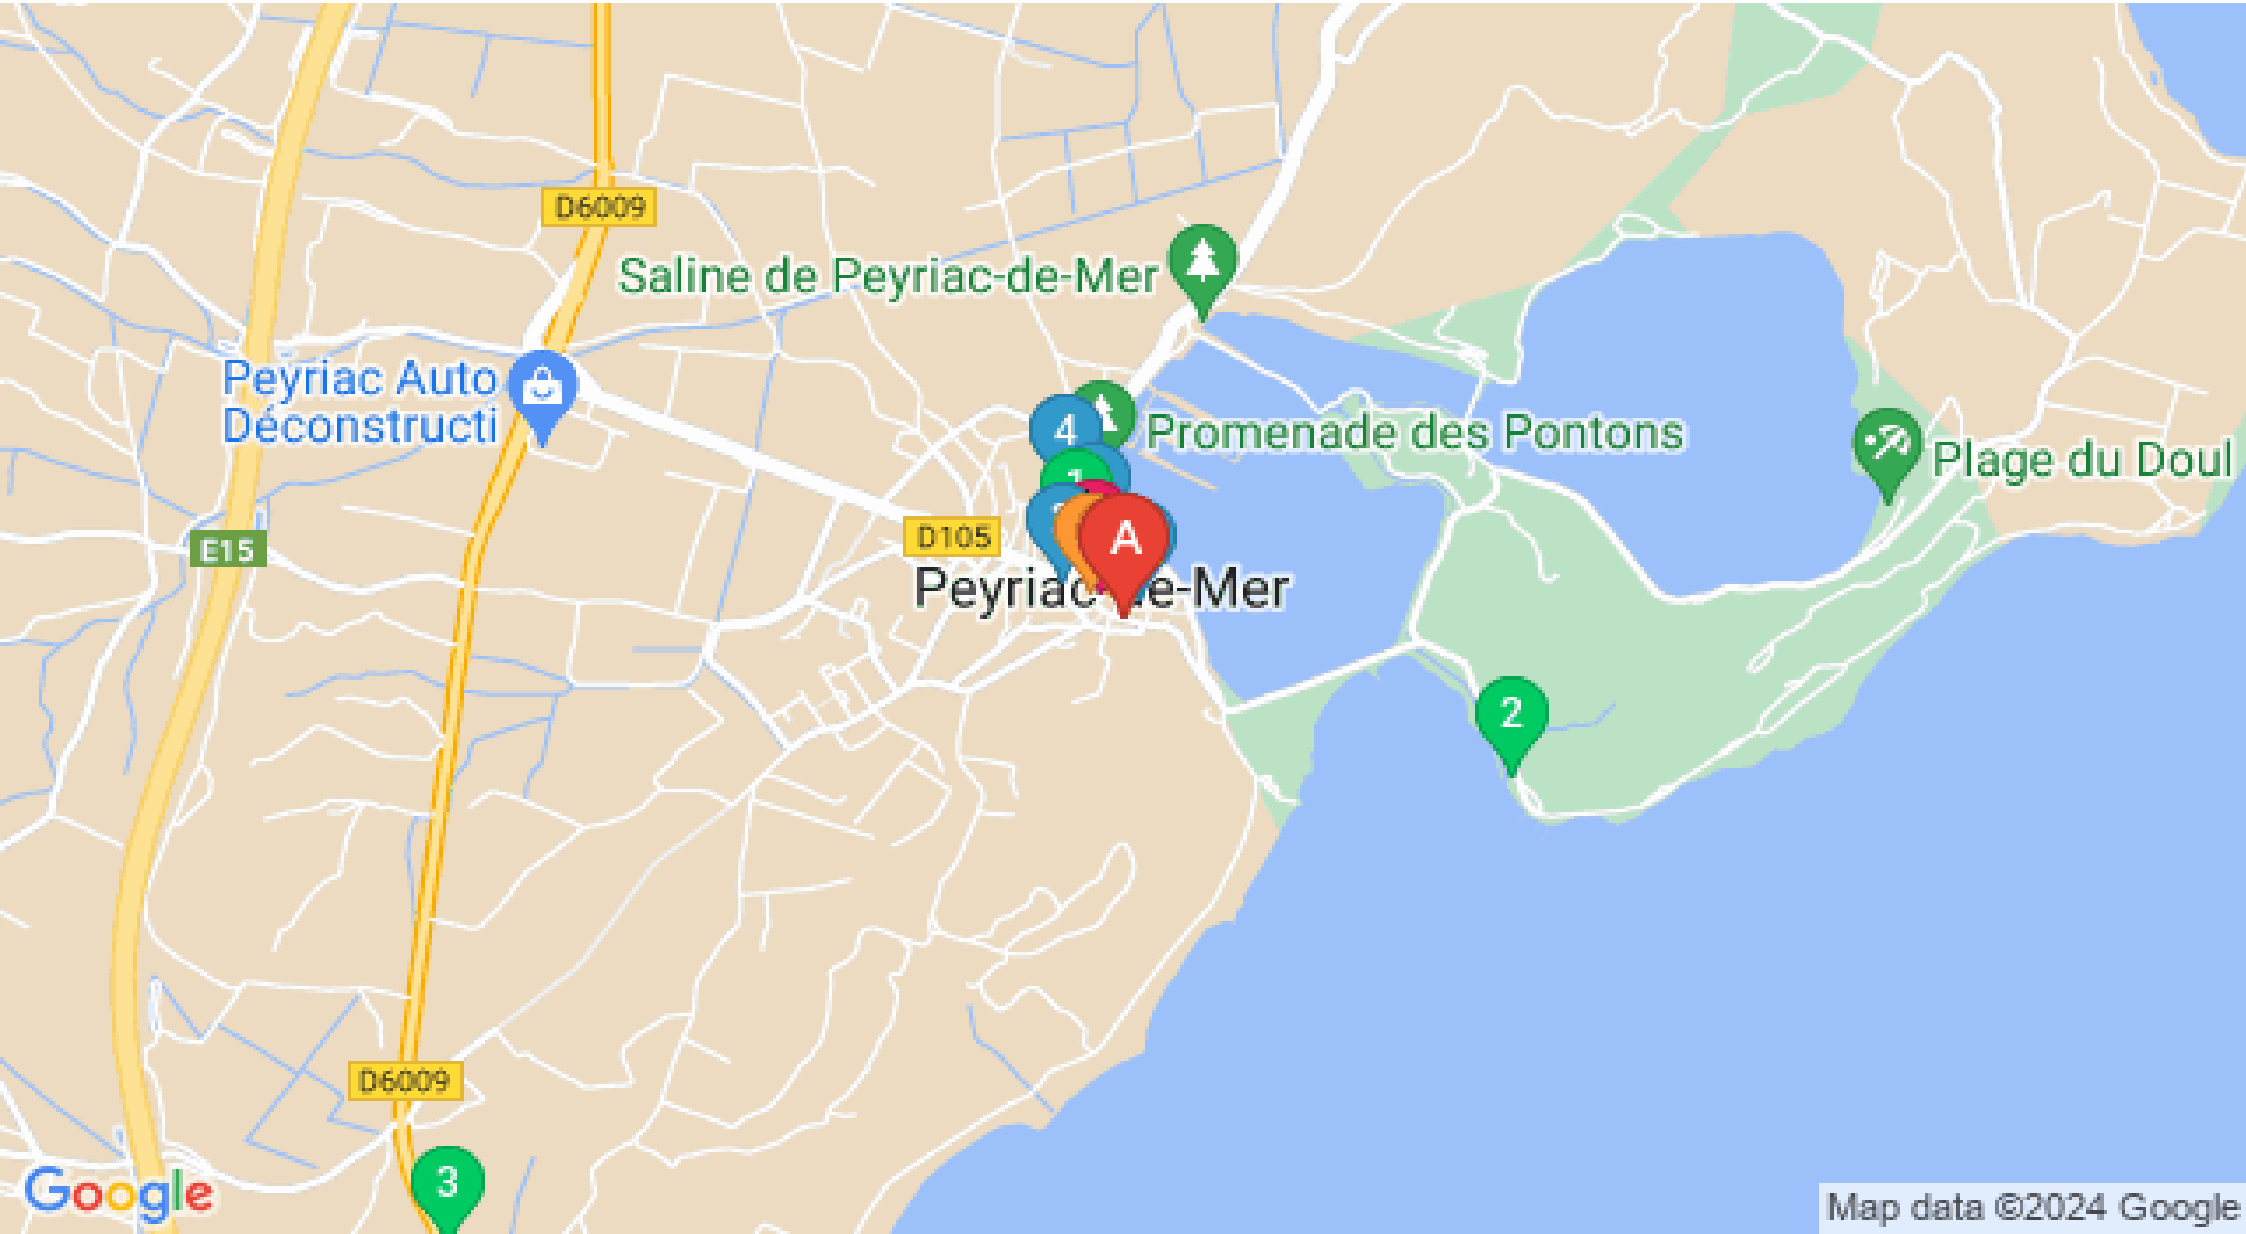 D6009
Saline de Peyriac-de-Mer
Peyriac Auto
Déconstructi
4
Promenade des Pontons
Plage du Doul
1
A
D105
E15
Peyriac-de-Mer
2
D6009
3
Google
Map data ©2024 Google